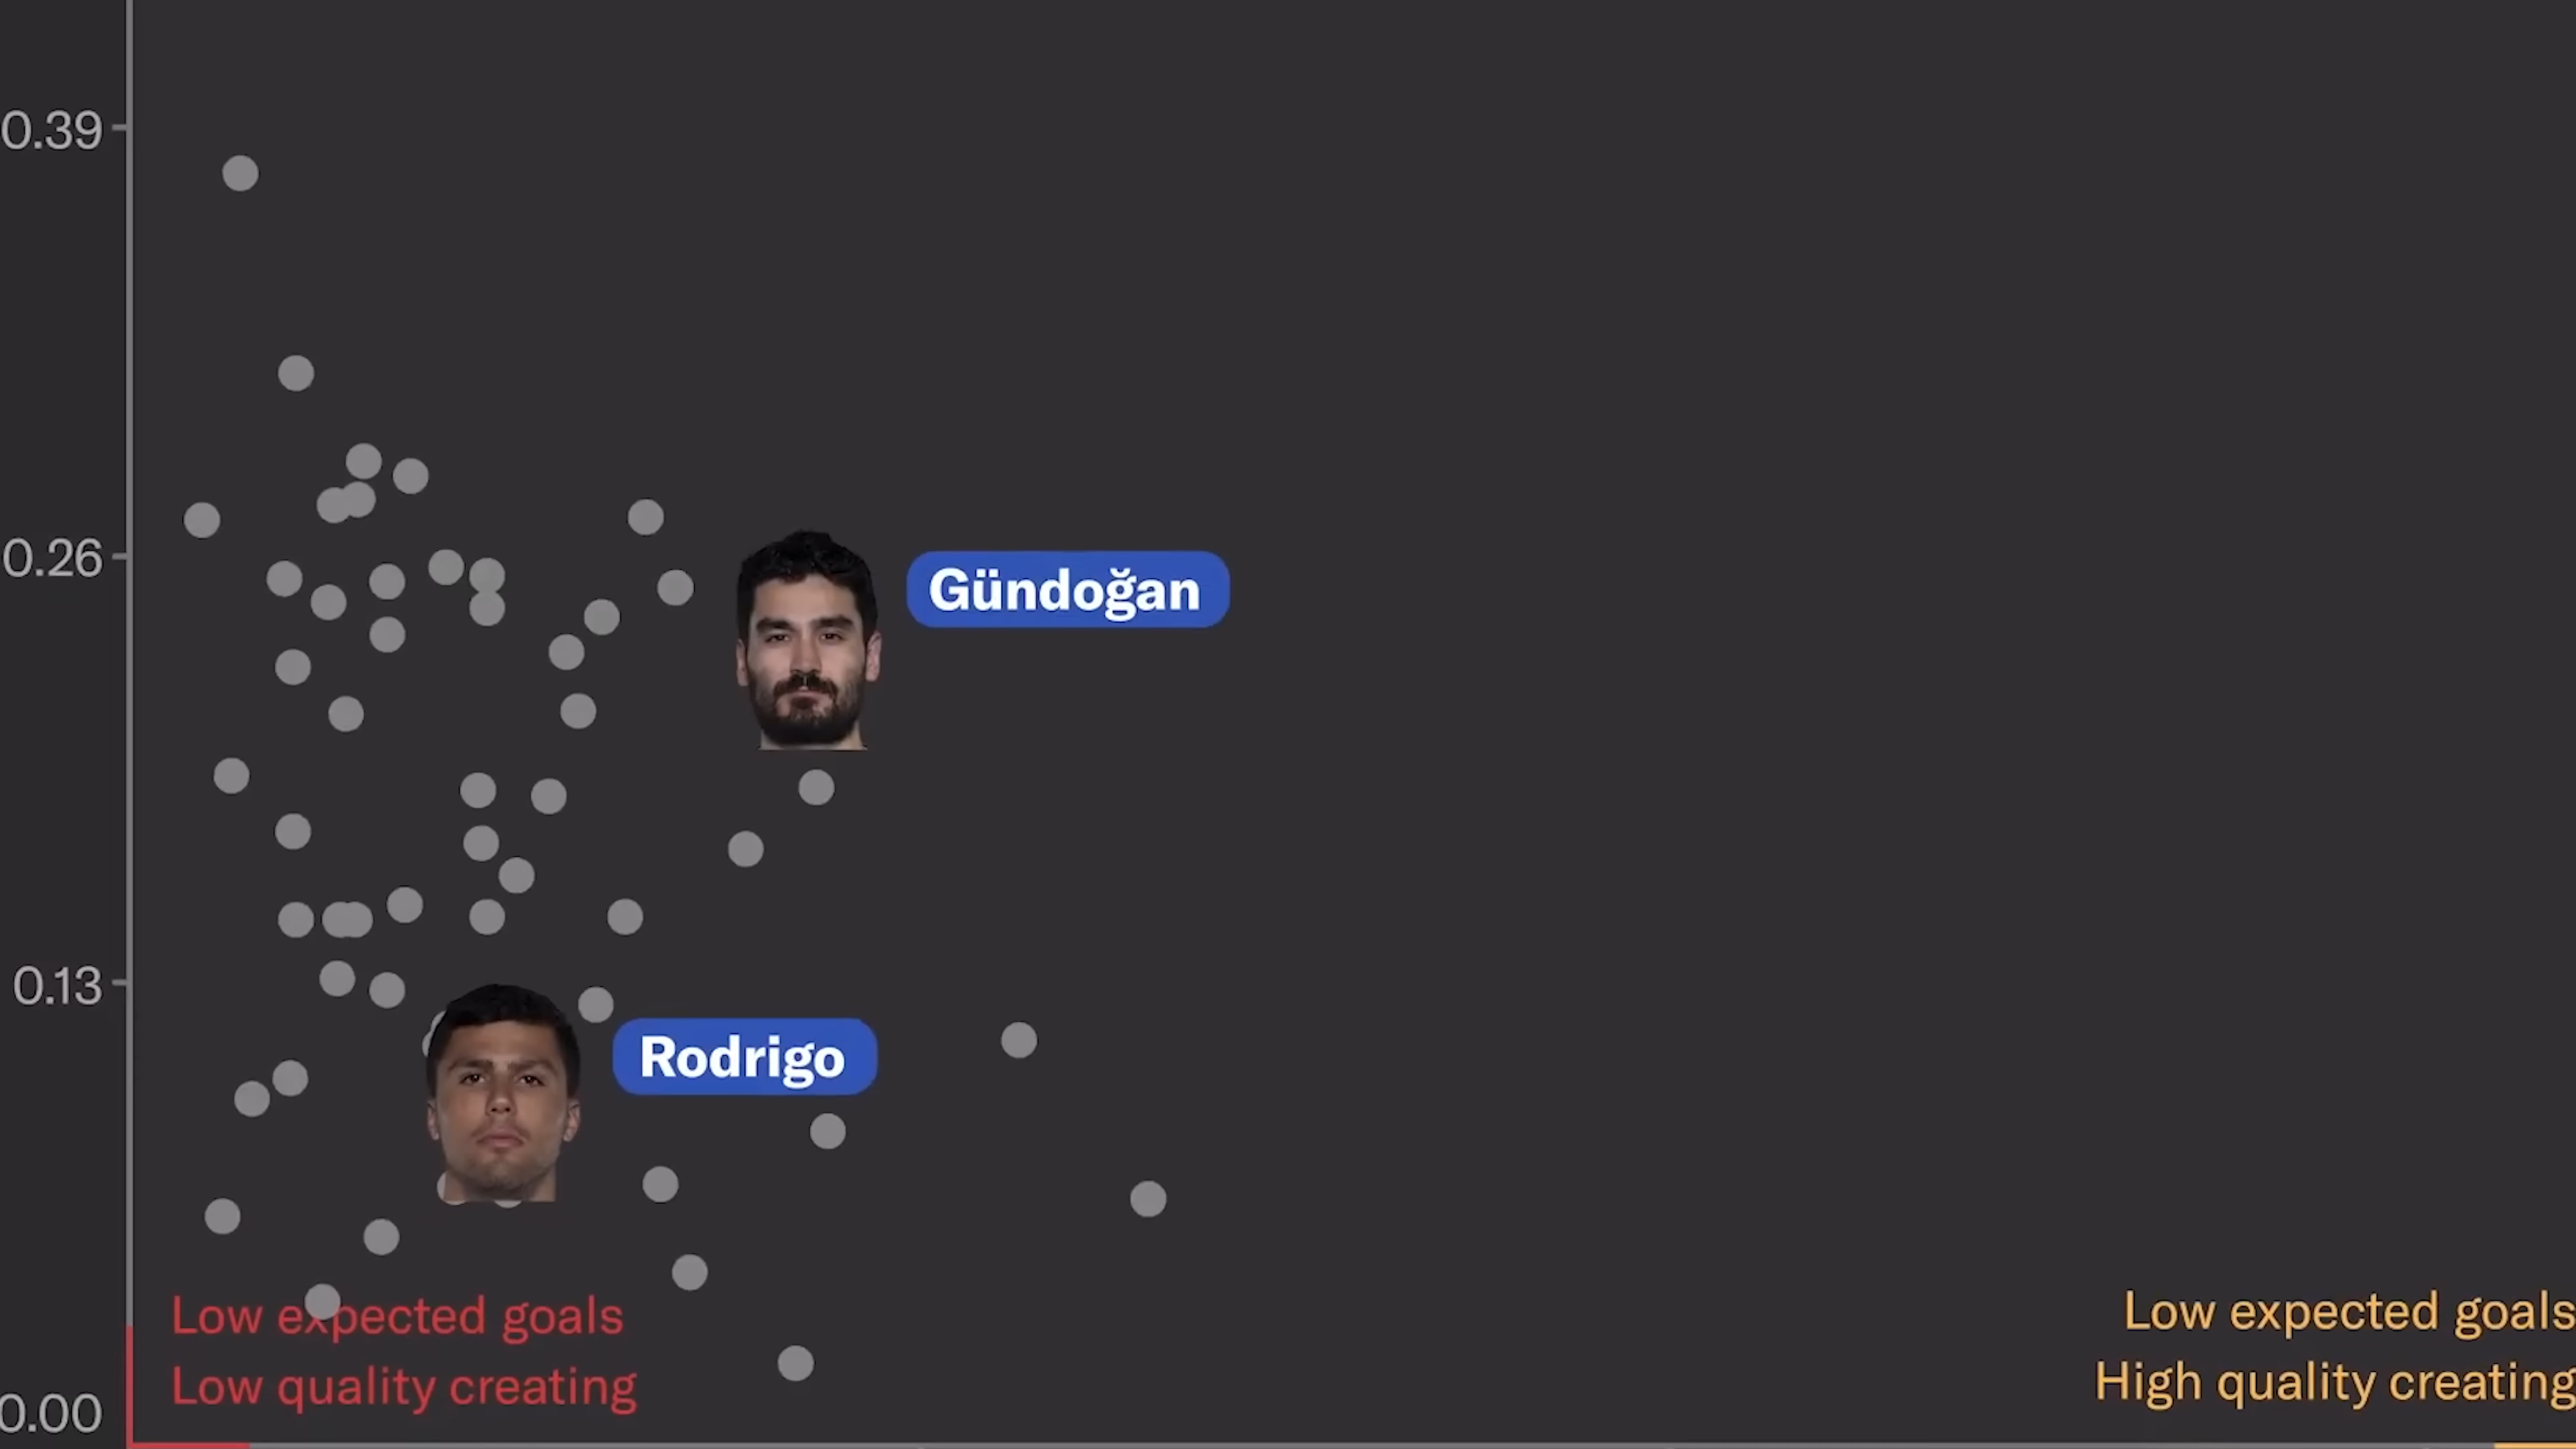 0.39
0.26
Gündoğan
0.13
Rodrigo
Low expected goals
Low quality creating
Low expected goals
High quality creating
0.00